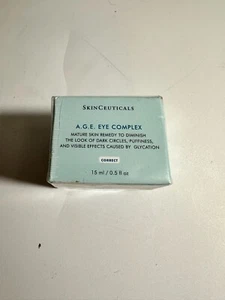 SKINCEUTICALS
A.G.E. EYE COMPLEX
MATURE SKIN REMEDY TO DIMINISH
THE LOOK OF DARK CIRCLES, PUFFINESS,
AND VISIBLE EFFECTS CAUSED BY GLYCATION
CORRECT
15 ml / 0.5 fl oz